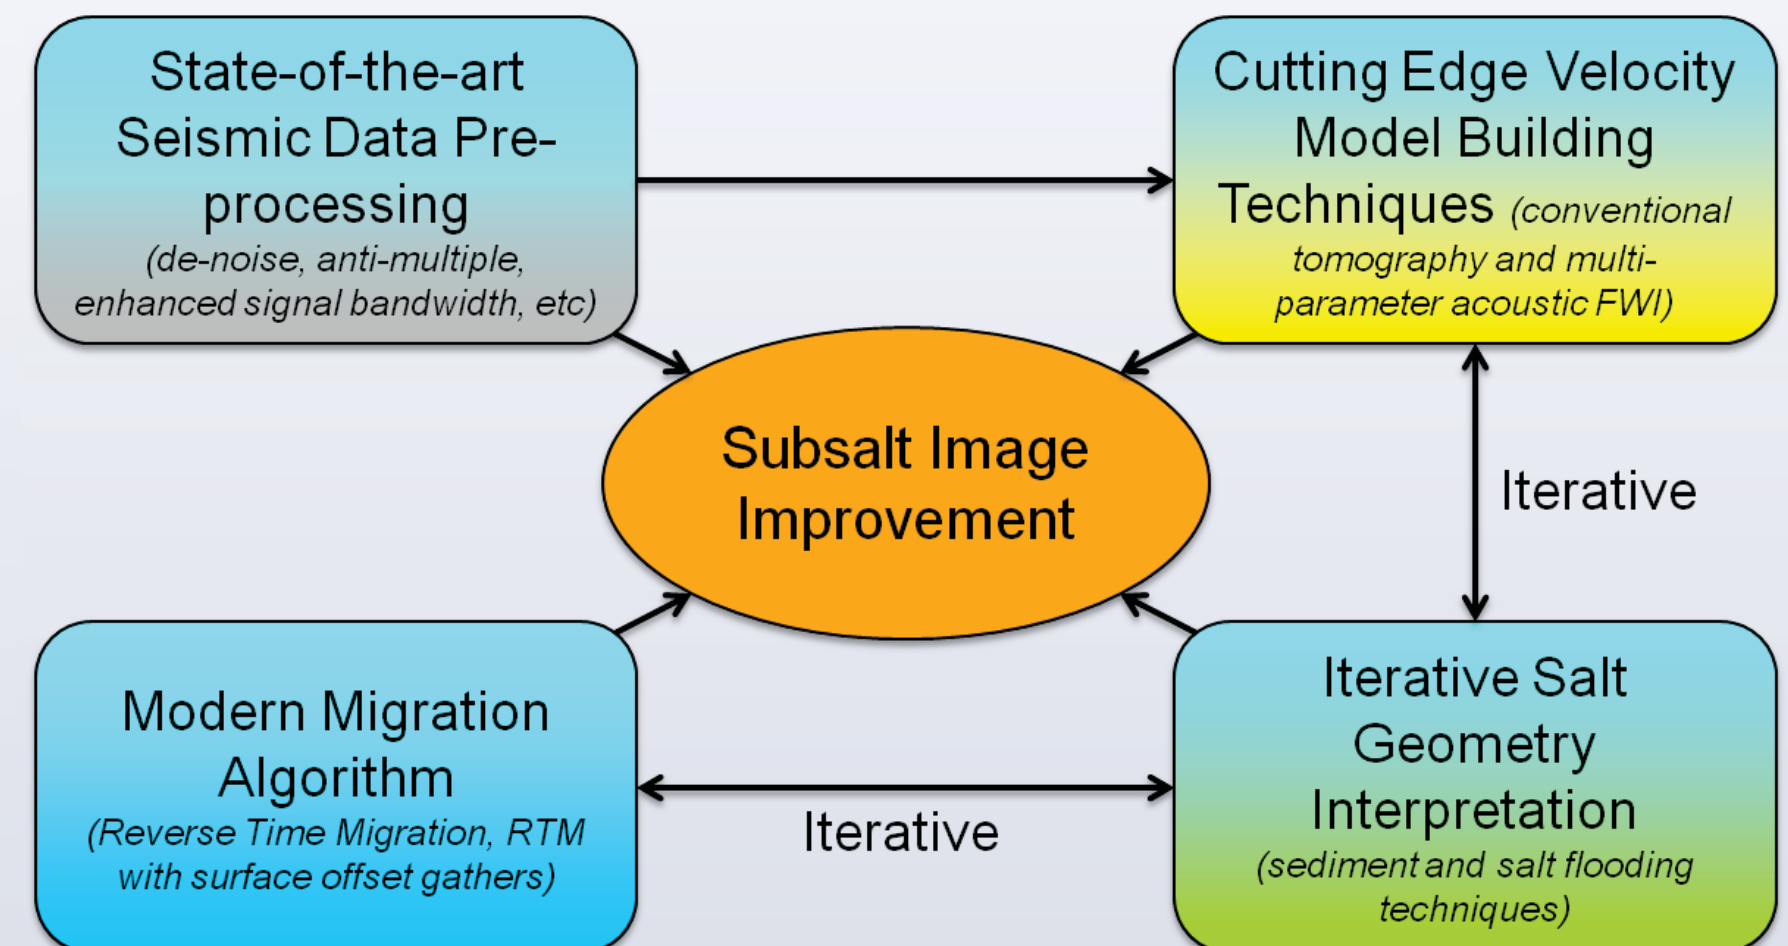 State-of-the-art
Seismic Data Pre-
processing
(de-noise, anti-multiple,
enhanced signal bandwidth, etc)
Cutting Edge Velocity
Model Building
Techniques (conventional
tomography and multi-
parameter acoustic FWI)
Subsalt Image
Improvement
Iterative
Modern Migration
Algorithm
(Reverse Time Migration, RTM
with surface offset gathers)
Iterative
Iterative Salt
Geometry
Interpretation
(sediment and salt flooding
techniques)